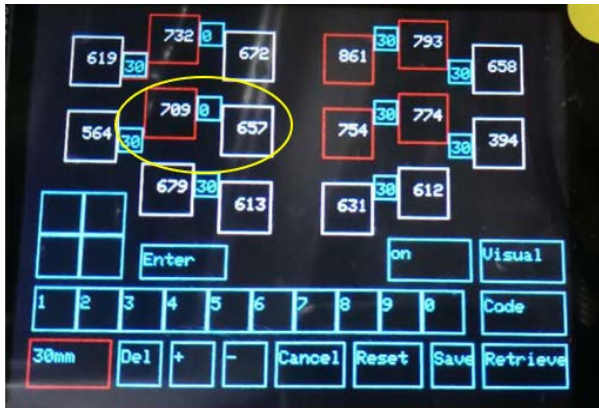 732 0 672 861 30 793
619 30 30 658
709 0 657 754 30 774
564 30 30 394
679 30 613 631 30 612
Enter on Visual
1 2 3 4 5 6 7 8 9 0 Code
30mm Del + - Cancel Reset Save Retrieve